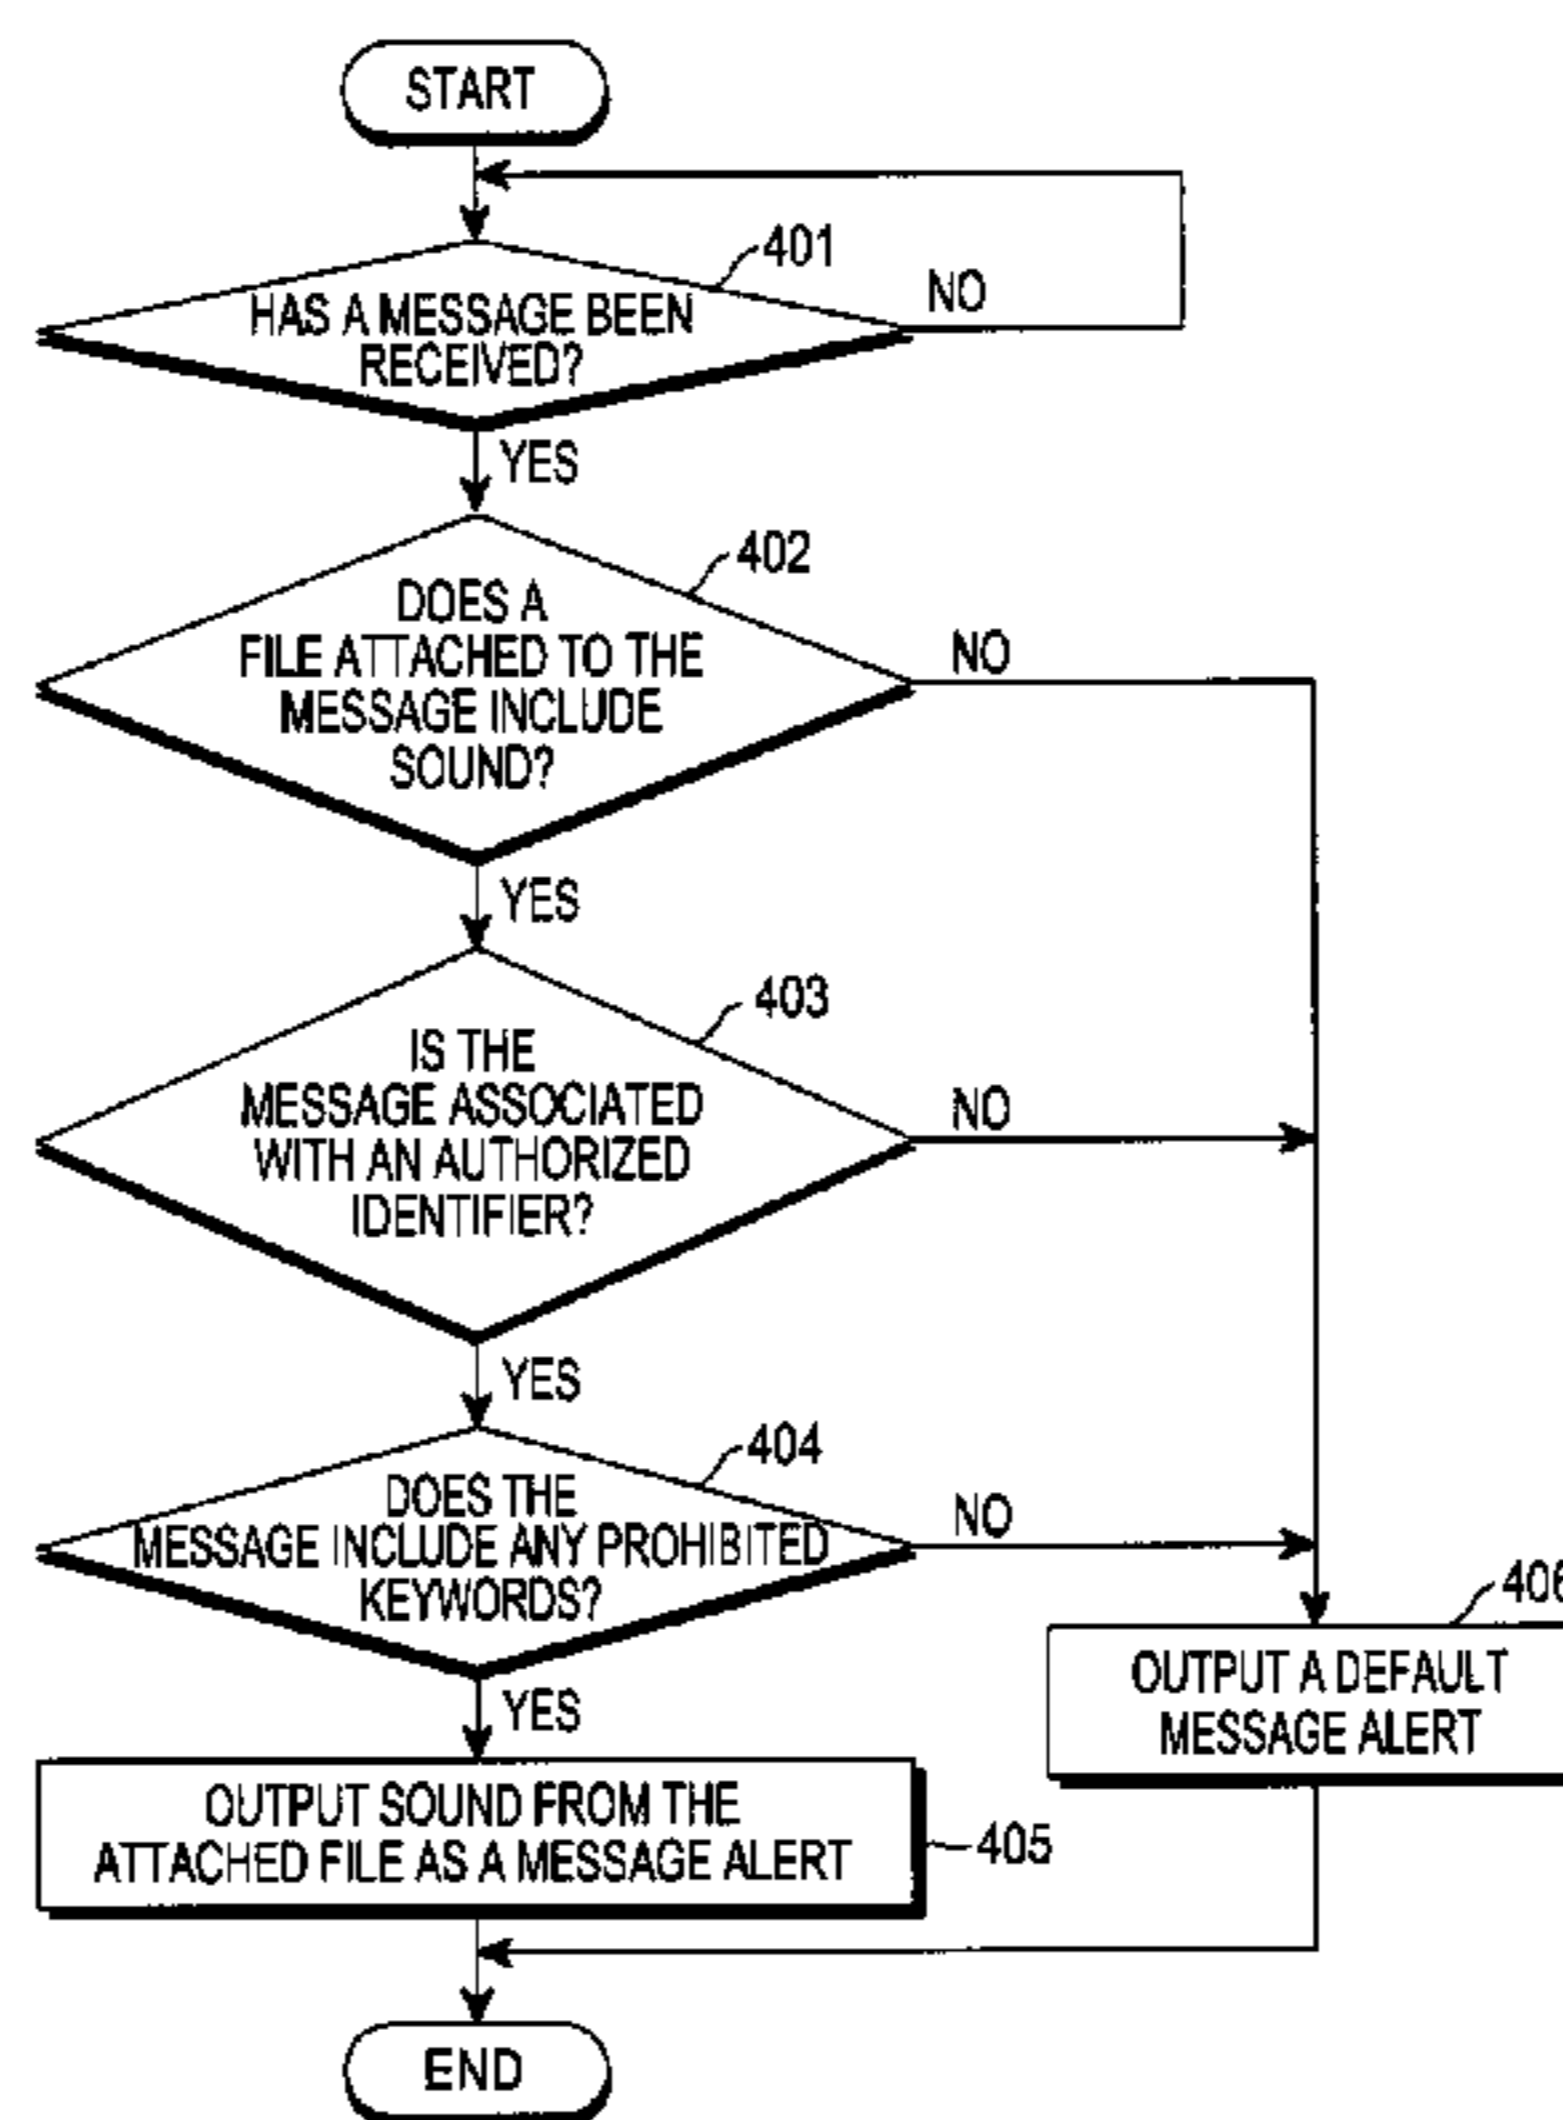 START
401
HAS A MESSAGE BEEN
RECEIVED?
NO
YES
402
DOES A
FILE ATTACHED TO THE
MESSAGE INCLUDE
SOUND?
NO
YES
403
IS THE
MESSAGE ASSOCIATED
WITH AN AUTHORIZED
IDENTIFIER?
NO
YES
404
DOES THE
MESSAGE INCLUDE ANY PROHIBITED
KEYWORDS?
NO
YES
406
OUTPUT A DEFAULT
MESSAGE ALERT
OUTPUT SOUND FROM THE
ATTACHED FILE AS A MESSAGE ALERT
405
END